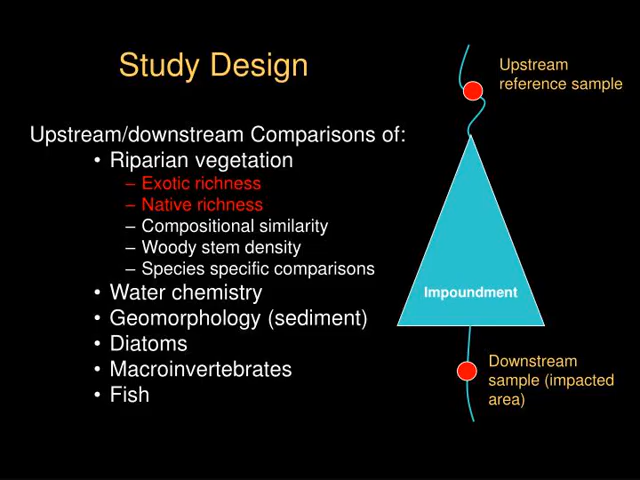 Study Design
Upstream/downstream Comparisons of:
• Riparian vegetation
– Exotic richness
– Native richness
– Compositional similarity
– Woody stem density
– Species specific comparisons
• Water chemistry
• Geomorphology (sediment)
• Diatoms
• Macroinvertebrates
• Fish
Upstream
reference sample
Impoundment
Downstream
sample (impacted
area)